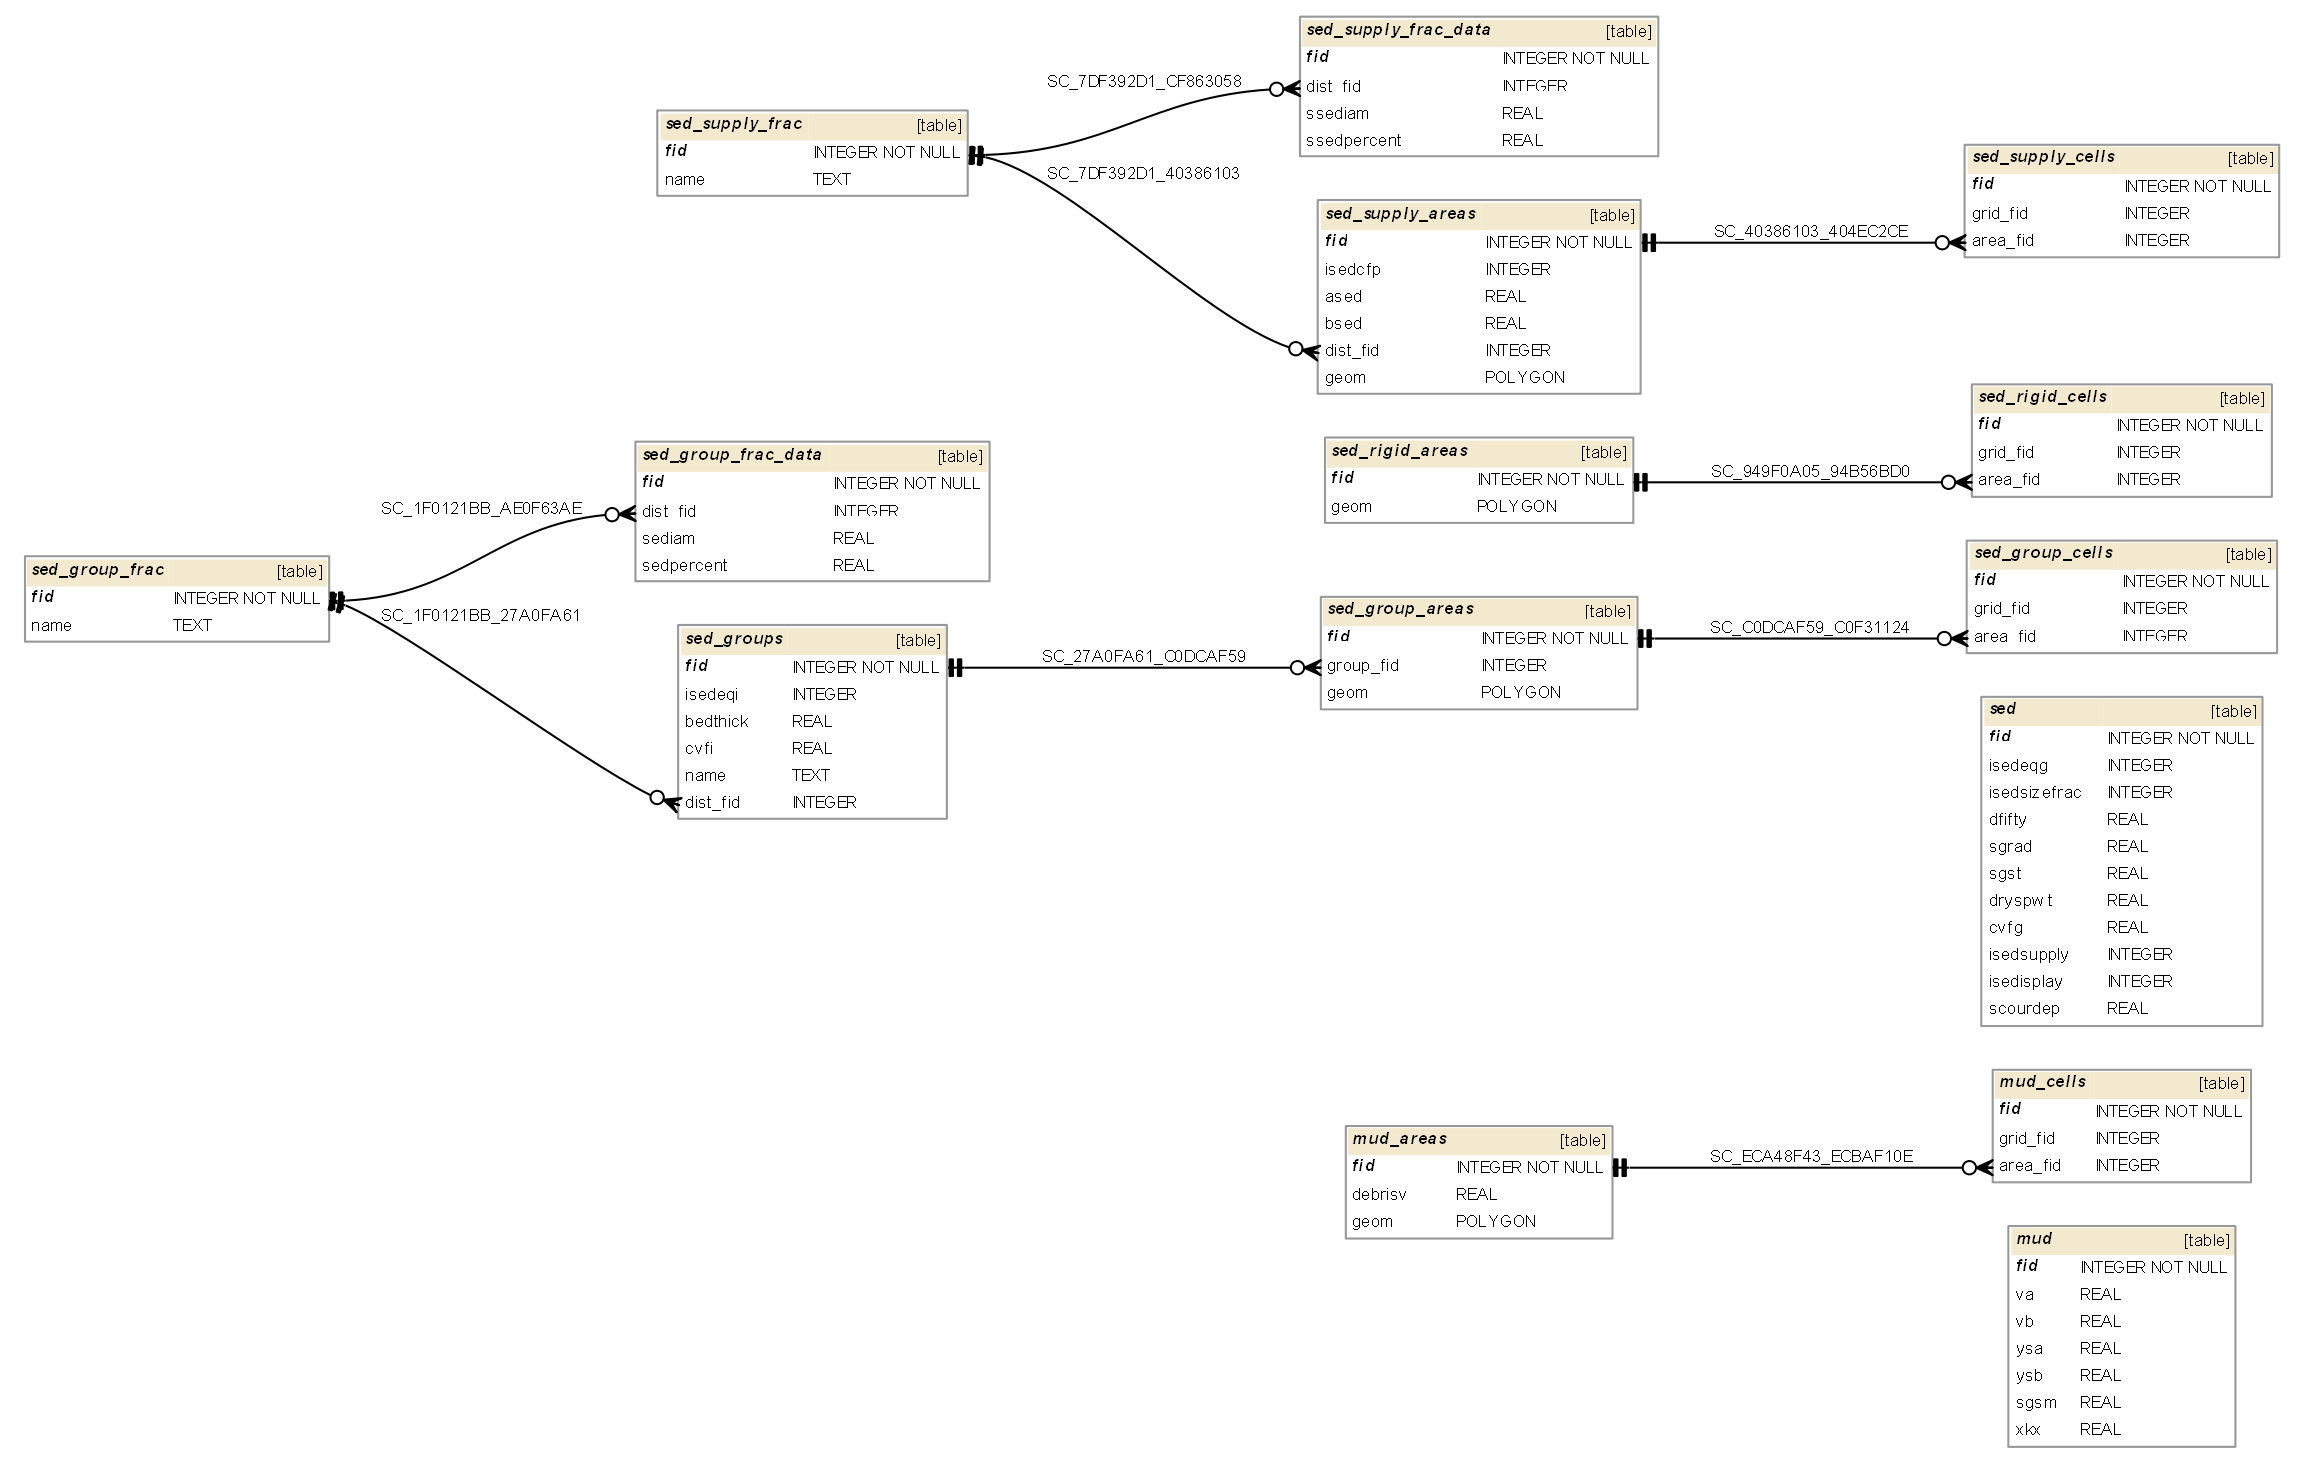 sed_supply_frac_data [table]
fid INTEGER NOT NULL
dist_fid INTEGER
ssediam REAL
ssedpercent REAL
SC_7DF392D1_CF863058
sed_supply_frac [table]
fid INTEGER NOT NULL
name TEXT
SC_7DF392D1_40386103
sed_supply_areas [table]
fid INTEGER NOT NULL
isedcfp INTEGER
ased REAL
bsed REAL
dist_fid INTEGER
geom POLYGON
SC_40386103_404EC2CE
sed_supply_cells [table]
fid INTEGER NOT NULL
grid_fid INTEGER
area_fid INTEGER
sed_rigid_areas [table]
fid INTEGER NOT NULL
geom POLYGON
SC_949F0A05_94B56BD0
sed_rigid_cells [table]
fid INTEGER NOT NULL
grid_fid INTEGER
area_fid INTEGER
sed_group_frac_data [table]
fid INTEGER NOT NULL
dist_fid INTEGER
sediam REAL
sedpercent REAL
SC_1F0121BB_AE0F63AE
sed_group_frac [table]
fid INTEGER NOT NULL
name TEXT
SC_1F0121BB_27A0FA61
sed_groups [table]
fid INTEGER NOT NULL
isedeqi INTEGER
bedthick REAL
cvfi REAL
name TEXT
dist_fid INTEGER
SC_27A0FA61_C0DCAF59
sed_group_areas [table]
fid INTEGER NOT NULL
group_fid INTEGER
geom POLYGON
SC_C0DCAF59_C0F31124
sed_group_cells [table]
fid INTEGER NOT NULL
grid_fid INTEGER
area_fid INTEGER
sed [table]
fid INTEGER NOT NULL
isedeqg INTEGER
isedsizefrac INTEGER
dfifty REAL
sgrad REAL
sgst REAL
dryspwt REAL
cvfg REAL
isedsupply INTEGER
isedisplay INTEGER
scourdep REAL
mud_areas [table]
fid INTEGER NOT NULL
debrisv REAL
geom POLYGON
SC_ECA48F43_ECBAF10E
mud_cells [table]
fid INTEGER NOT NULL
grid_fid INTEGER
area_fid INTEGER
mud [table]
fid INTEGER NOT NULL
va REAL
vb REAL
ysa REAL
ysb REAL
sgsm REAL
xkx REAL